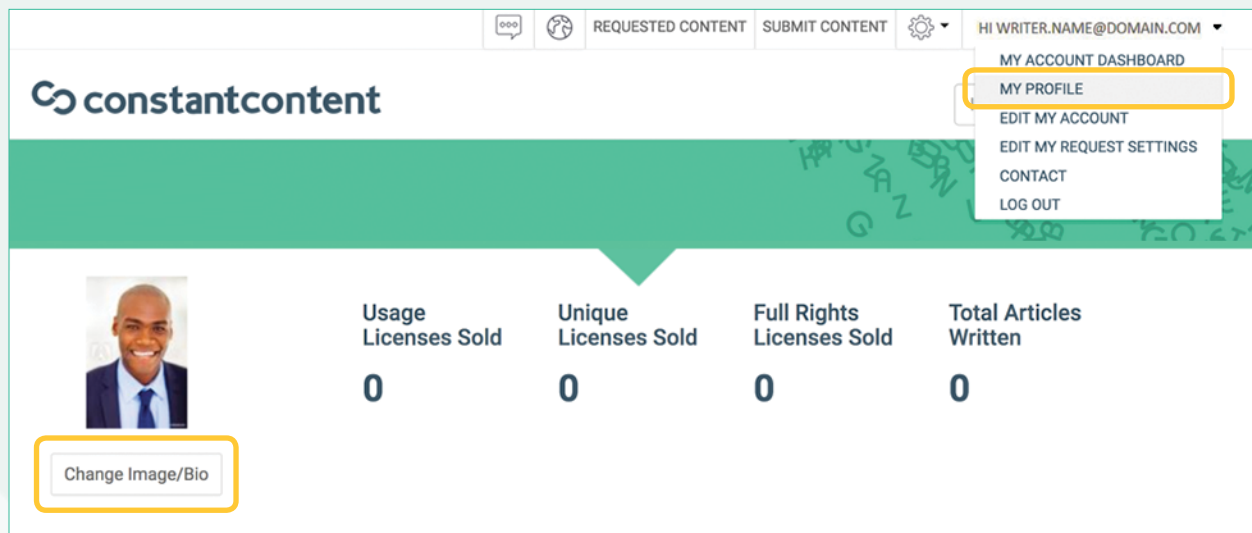 REQUESTED CONTENT
SUBMIT CONTENT
HI WRITER.NAME@DOMAIN.COM
MY ACCOUNT DASHBOARD
MY PROFILE
EDIT MY ACCOUNT
EDIT MY REQUEST SETTINGS
CONTACT
LOG OUT
constantcontent
Usage
Licenses Sold
0
Unique
Licenses Sold
0
Full Rights
Licenses Sold
0
Total Articles
Written
0
Change Image/Bio